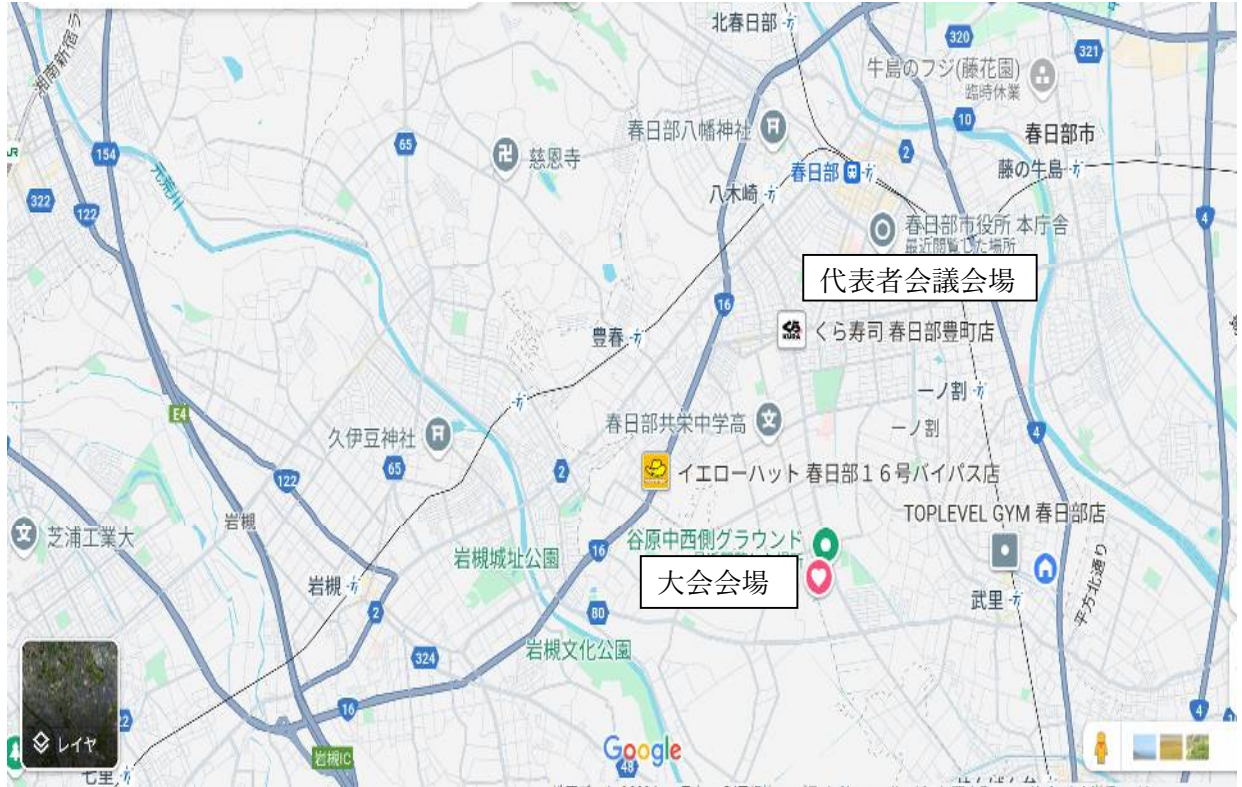 北春日部
320
321
湘南新宿ラ
牛島のフジ(藤花園)
臨時休業
10
春日部八幡神社
春日部市
154
65
慈恩寺
2
春日部
藤の牛島
元荒川
322
122
八木崎
4
春日部市役所 本庁舎
最近閲覧した場所
代表者会議会場
16
豊春
くら寿司 春日部豊町店
一ノ割
E4
春日部共栄中学高
一ノ割
久伊豆神社
4
65
2
イエローハット 春日部16号バイパス店
122
TOPLEVEL GYM 春日部店
岩槻
芝浦工業大
谷原中西側グラウンド
岩槻城址公園
16
大会会場
岩槻
武里
平方北通り
2
80
岩槻文化公園
324
16
4
レイヤ
岩槻IC
Google
48
七里